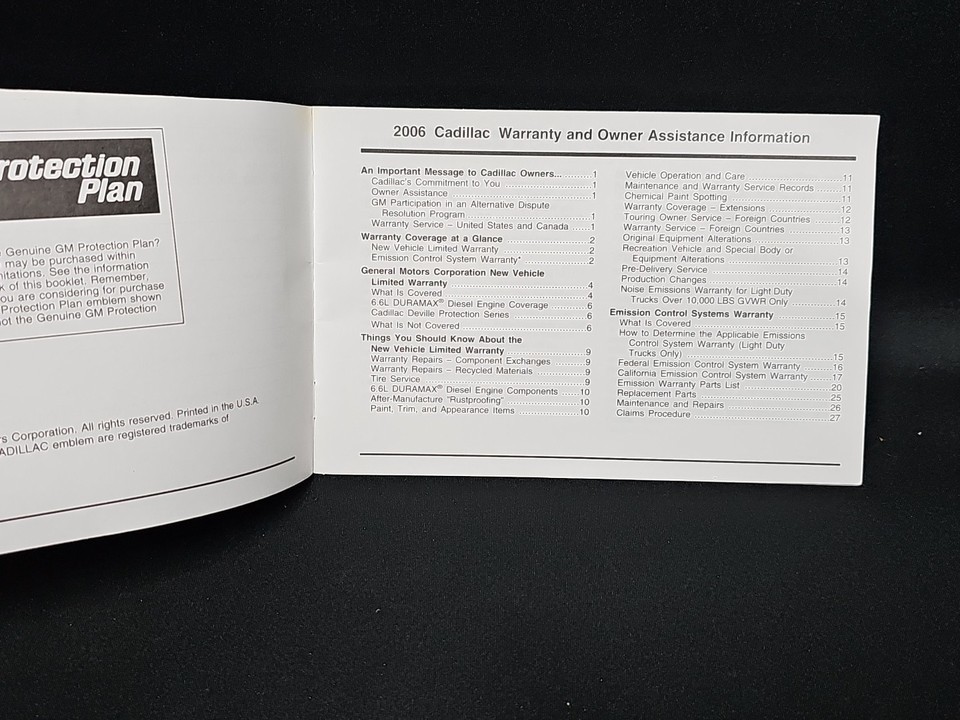 rotection
Plan
Genuine GM Protection Plan?
may be purchased within
itations. See the information
k of this booklet. Remember,
ou are considering for purchase
Protection Plan emblem shown
not the Genuine GM Protection
rs Corporation. All rights reserved. Printed in the U.S.A.
ADILLAC emblem are registered trademarks of
2006 Cadillac Warranty and Owner Assistance Information
An Important Message to Cadillac Owners... 1
Cadillac's Commitment to You 1
Owner Assistance 1
GM Participation in an Alternative Dispute
Resolution Program 1
Warranty Service – United States and Canada 1
Warranty Coverage at a Glance 2
New Vehicle Limited Warranty 2
Emission Control System Warranty* 2
General Motors Corporation New Vehicle
Limited Warranty 4
What Is Covered 4
6.6L DURAMAX® Diesel Engine Coverage 6
Cadillac Deville Protection Series 6
What Is Not Covered 6
Things You Should Know About the
New Vehicle Limited Warranty 9
Warranty Repairs – Component Exchanges 9
Warranty Repairs – Recycled Materials 9
Tire Service 9
6.6L DURAMAX® Diesel Engine Components 10
After-Manufacture "Rustproofing" 10
Paint, Trim, and Appearance Items 10
Vehicle Operation and Care 11
Maintenance and Warranty Service Records 11
Chemical Paint Spotting 11
Warranty Coverage – Extensions 12
Touring Owner Service – Foreign Countries 12
Warranty Service – Foreign Countries 13
Original Equipment Alterations 13
Recreation Vehicle and Special Body or
Equipment Alterations 13
Pre-Delivery Service 14
Production Changes 14
Noise Emissions Warranty for Light Duty
Trucks Over 10,000 LBS GVWR Only 14
Emission Control Systems Warranty 15
What Is Covered 15
How to Determine the Applicable Emissions
Control System Warranty (Light Duty
Trucks Only) 15
Federal Emission Control System Warranty 16
California Emission Control System Warranty 17
Emission Warranty Parts List 20
Replacement Parts 25
Maintenance and Repairs 26
Claims Procedure 27